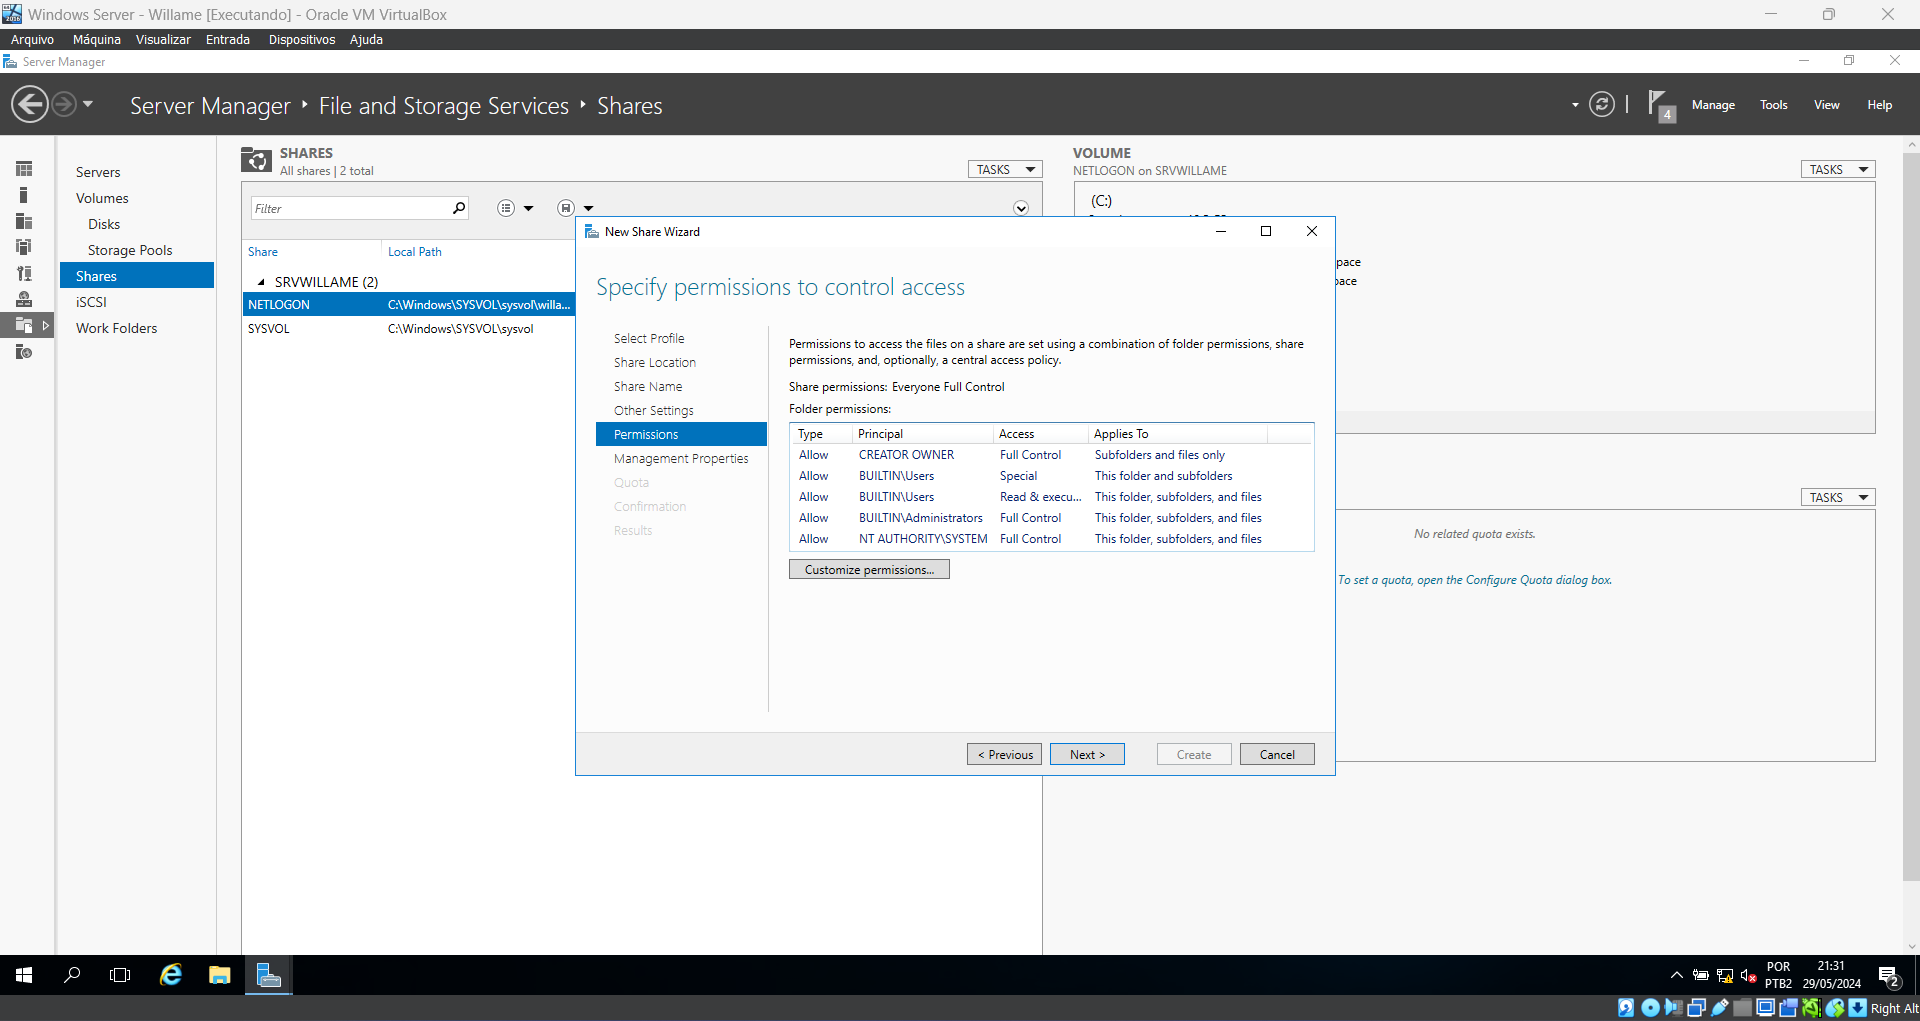 Windows Server - Willame [Executando] - Oracle VM VirtualBox
Arquivo Máquina Visualizar Entrada Dispositivos Ajuda
Server Manager
Server Manager ‣ File and Storage Services ‣ Shares
4
Manage Tools View Help
Servers
Volumes
Disks
Storage Pools
Shares
iSCSI
Work Folders
SHARES
All shares | 2 total
TASKS
Filter
Share Local Path
SRVWILLAME (2)
NETLOGON C:\Windows\SYSVOL\sysvol\willa...
SYSVOL C:\Windows\SYSVOL\sysvol
VOLUME
NETLOGON on SRVWILLAME
TASKS
(C:)
pace
pace
TASKS
No related quota exists.
To set a quota, open the Configure Quota dialog box.
New Share Wizard
Specify permissions to control access
Select Profile
Share Location
Share Name
Other Settings
Permissions
Management Properties
Quota
Confirmation
Results
Permissions to access the files on a share are set using a combination of folder permissions, share
permissions, and, optionally, a central access policy.
Share permissions: Everyone Full Control
Folder permissions:
Type Principal Access Applies To
Allow CREATOR OWNER Full Control Subfolders and files only
Allow BUILTIN\Users Special This folder and subfolders
Allow BUILTIN\Users Read & execu... This folder, subfolders, and files
Allow BUILTIN\Administrators Full Control This folder, subfolders, and files
Allow NT AUTHORITY\SYSTEM Full Control This folder, subfolders, and files
Customize permissions...
< Previous Next > Create Cancel
POR
PTB2
21:31
29/05/2024
2
Right Alt